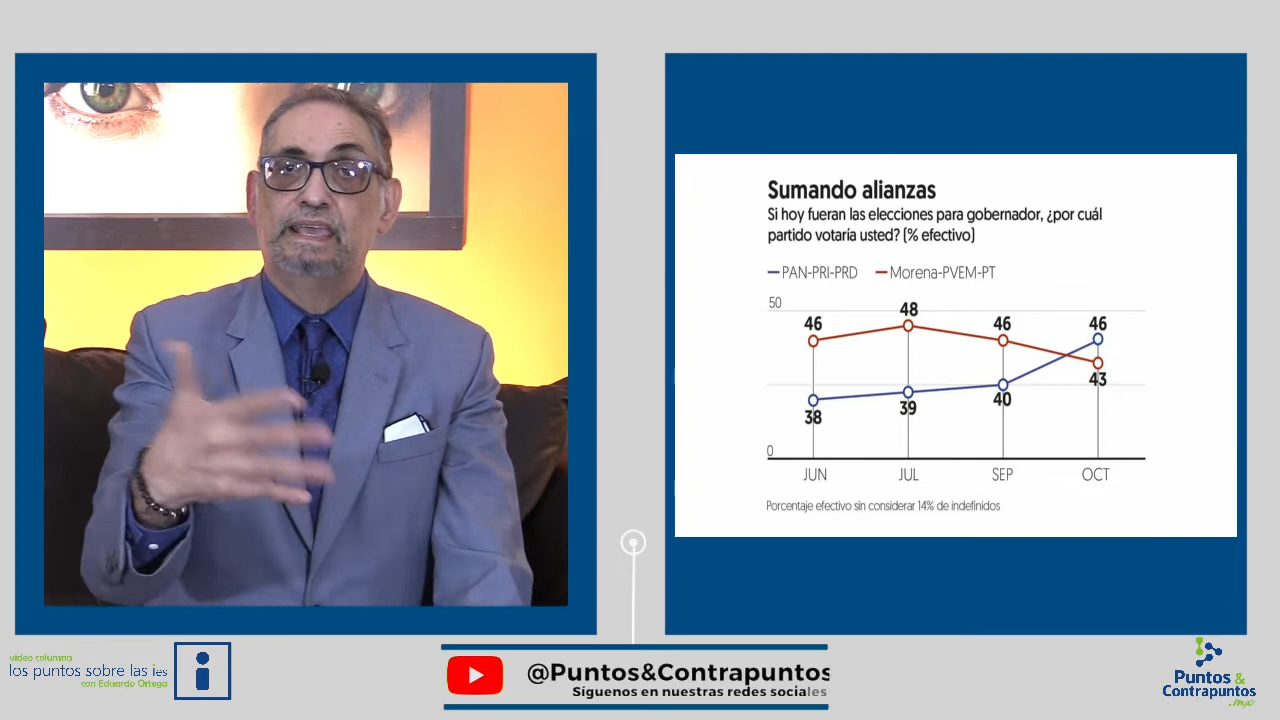 Sumando alianzas
Si hoy fueran las elecciones para gobernador, ¿por cuál
partido votaría usted? (% efectivo)
PAN-PRI-PRD Morena-PVEM-PT
50
46 48 46 46
38 39 40 43
0
JUN JUL SEP OCT
Porcentaje efectivo sin considerar 14% de indefinidos
video columna
los puntos sobre las ies
con Eduardo Ortega
@Puntos&Contrapuntos
Síguenos en nuestras redes sociales
Puntos &
Contrapuntos
.mx